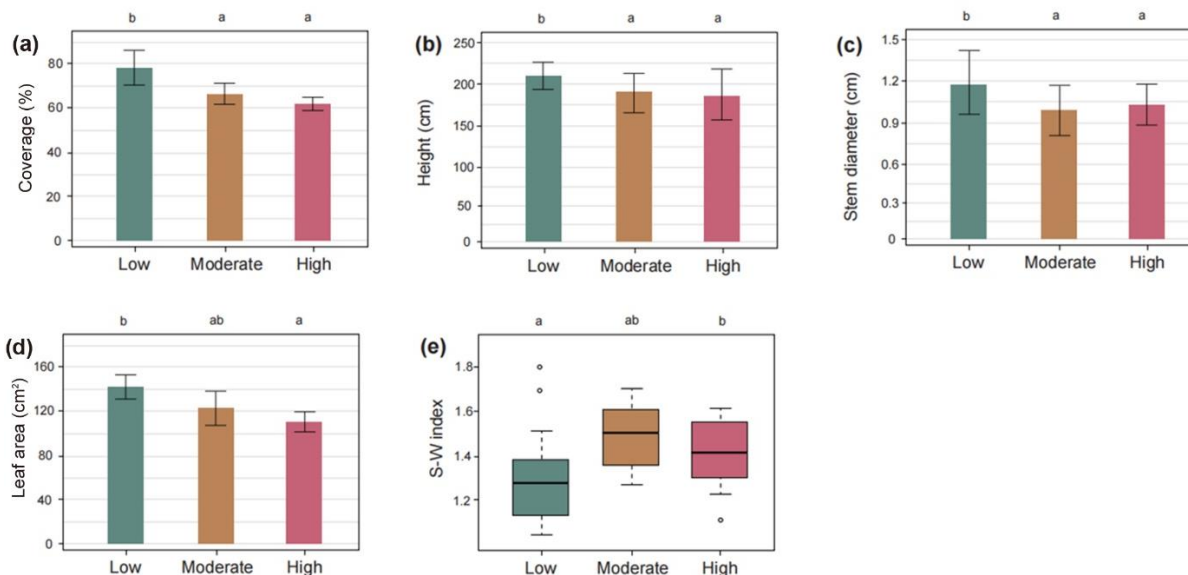 b a a
(a)
Coverage (%)
80
60
40
20
0
Low Moderate High
b a a
(b)
Height (cm)
250
200
150
100
50
0
Low Moderate High
b a a
(c)
Stem diameter (cm)
1.5
1.2
0.9
0.6
0.3
0
Low Moderate High
b ab a
(d)
Leaf area (cm²)
160
120
80
40
0
Low Moderate High
a ab b
(e)
S-W index
1.8
1.6
1.4
1.2
Low Moderate High